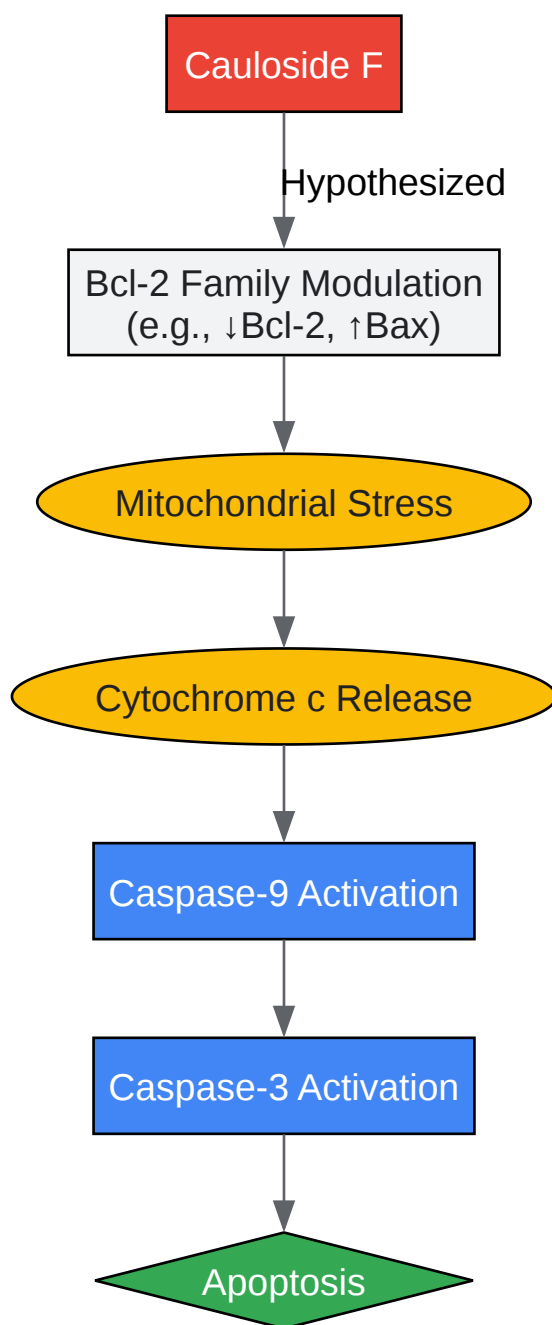 Cauloside F
Hypothesized
Bcl-2 Family Modulation
(e.g., ↓Bcl-2, ↑Bax)
Mitochondrial Stress
Cytochrome c Release
Caspase-9 Activation
Caspase-3 Activation
Apoptosis